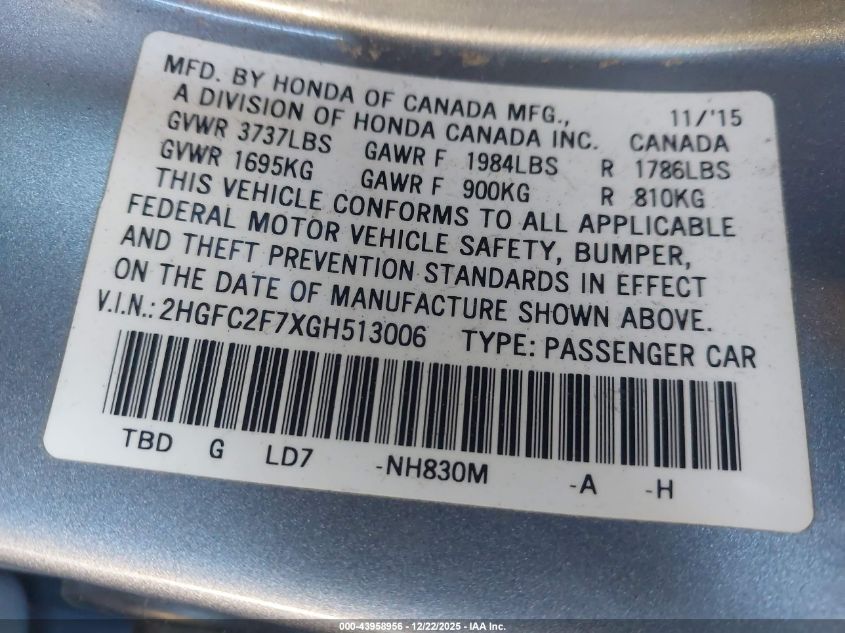 MFD. BY HONDA OF CANADA MFG., 11/'15
A DIVISION OF HONDA CANADA INC. CANADA
GVWR 3737LBS GAWR F 1984LBS R 1786LBS
GVWR 1695KG GAWR F 900KG R 810KG
THIS VEHICLE CONFORMS TO ALL APPLICABLE
FEDERAL MOTOR VEHICLE SAFETY, BUMPER,
AND THEFT PREVENTION STANDARDS IN EFFECT
ON THE DATE OF MANUFACTURE SHOWN ABOVE.
V.I.N.: 2HGFC2F7XGH513006 TYPE: PASSENGER CAR
TBD G LD7 -NH830M -A -H
000-43958956 - 12/22/2025 - IAA Inc.